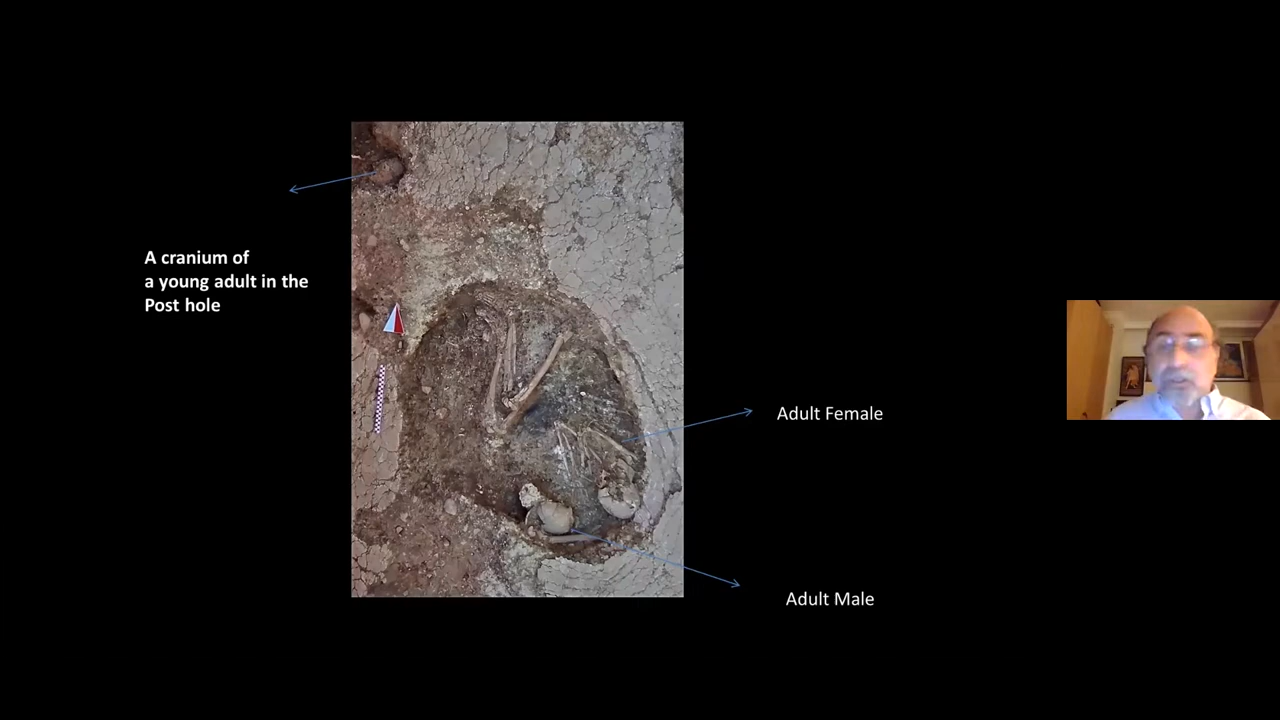 A cranium of
a young adult in the
Post hole
Adult Female
Adult Male